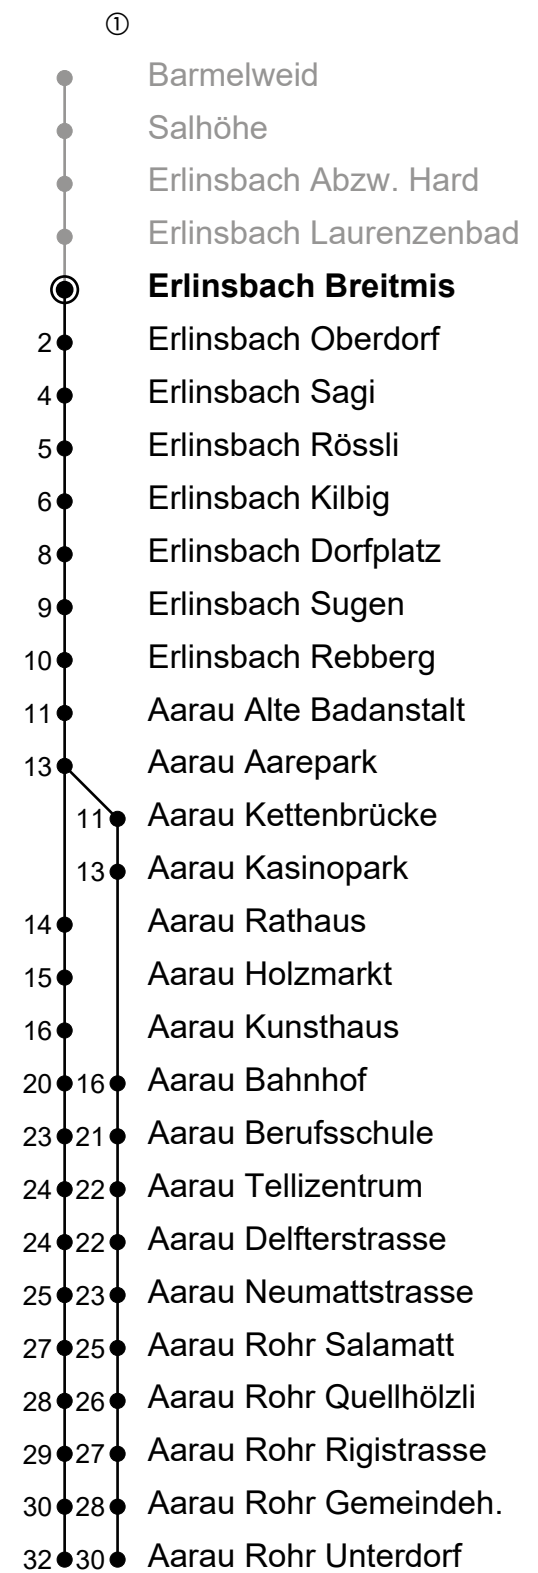 ①
Barmelweid
Salhöhe
Erlinsbach Abzw. Hard
Erlinsbach Laurenzenbad
Erlinsbach Breitmis
2 Erlinsbach Oberdorf
4 Erlinsbach Sagi
5 Erlinsbach Rössli
6 Erlinsbach Kilbig
8 Erlinsbach Dorfplatz
9 Erlinsbach Sugen
10 Erlinsbach Rebberg
11 Aarau Alte Badanstalt
13 Aarau Aarepark
11 Aarau Kettenbrücke
13 Aarau Kasinopark
14 Aarau Rathaus
15 Aarau Holzmarkt
16 Aarau Kunsthaus
20 16 Aarau Bahnhof
23 21 Aarau Berufsschule
24 22 Aarau Tellizentrum
24 22 Aarau Delfterstrasse
25 23 Aarau Neumattstrasse
27 25 Aarau Rohr Salamatt
28 26 Aarau Rohr Quellhölzli
29 27 Aarau Rohr Rigistrasse
30 28 Aarau Rohr Gemeindeh.
32 30 Aarau Rohr Unterdorf